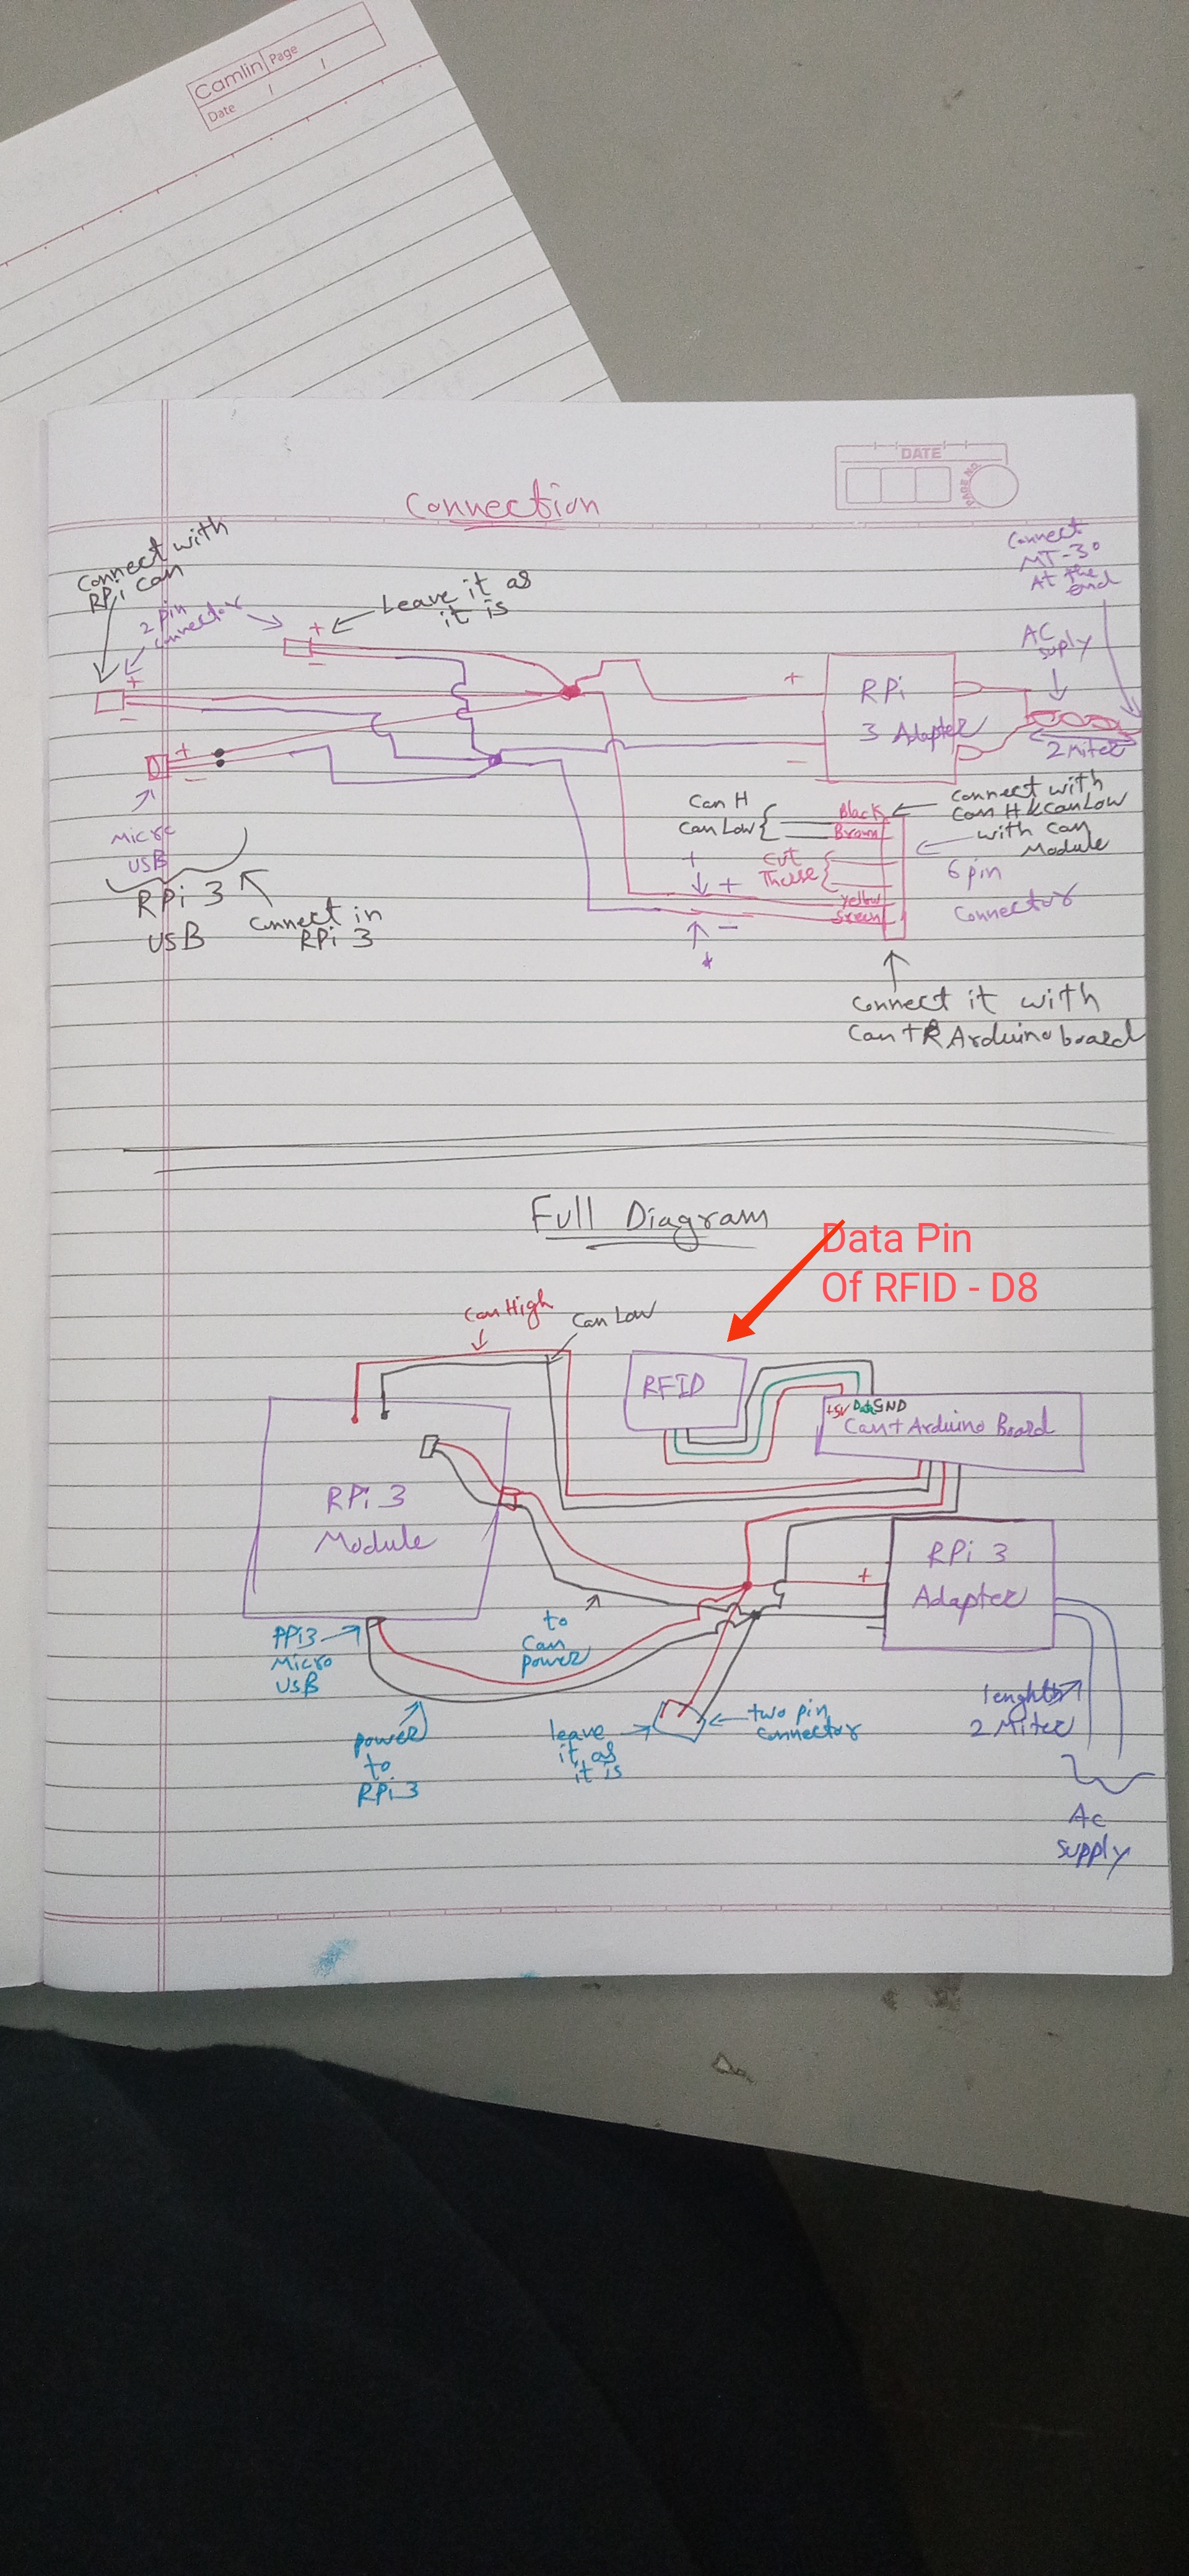 Camlin
Page
Date
DATE
PAGE NO.
Connection
Connect with
RPi can
2 pin
connector
+
-
Leave it as
it is
+
-
Connect
MT-30
At the
end
AC
suply
2 Miter
RPi
3 Adapter
+
-
+
-
Micro
USB
RPi 3
USB
Connect in
RPi 3
Can H
Can Low
Black
Brown
Connect with
Can H & Can Low
with can
Module
+
cut
These
6 pin
Connector
+
Yellow
Green
-
Connect it with
Can + R Arduino board
Full Diagram
Data Pin
Of RFID - D8
Can High
Can Low
RFID
+5V Data GND
Can + Arduino Board
RPi 3
Module
RPi 3
Adapter
+
-
PPi3
Micro
USB
to
Can
power
power
to
RPi 3
leave
it as
it is
two pin
connector
lenghth
2 Miter
Ac
supply